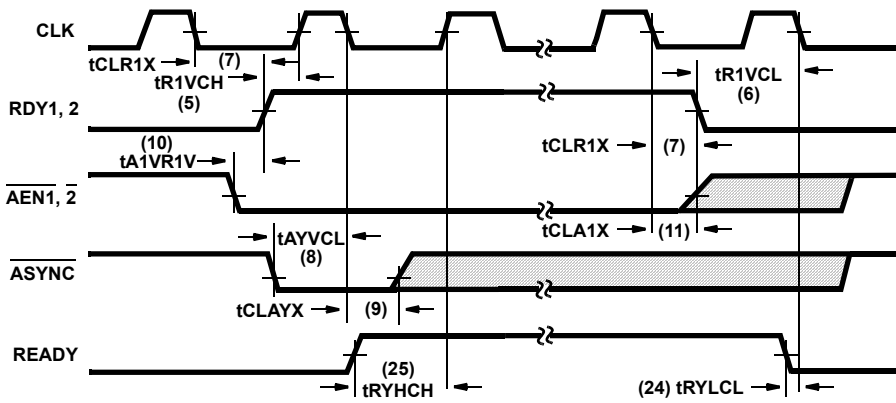 CLK
tCLR1X
(7)
tR1VCH
(5)
tR1VCL
(6)
RDY1, 2
(10)
tA1VR1V
tCLR1X
(7)
AEN1, 2
tCLA1X
(11)
tAYVCL
(8)
ASYNC
tCLAYX
(9)
READY
(25)
tRYHCH
(24) tRYLCL